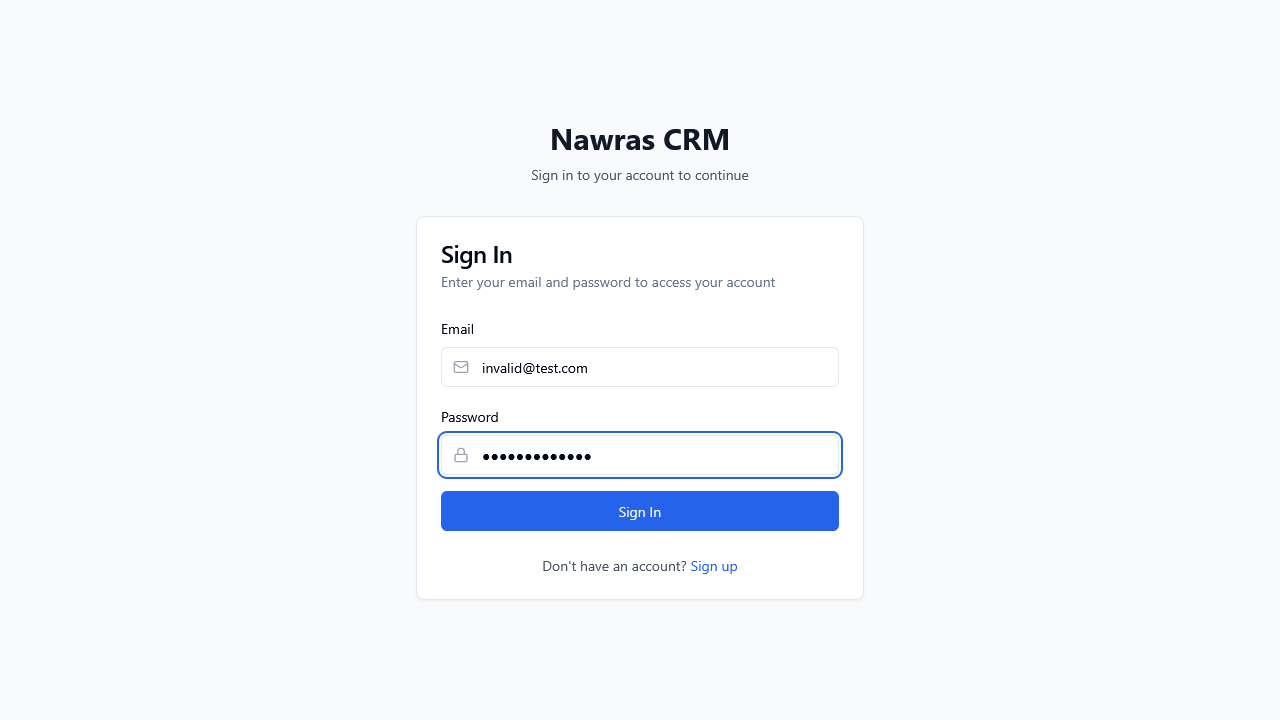 Nawras CRM
Sign in to your account to continue
Sign In
Enter your email and password to access your account
Email
invalid@test.com
Password
•••••••••••••
Sign In
Don't have an account? Sign up